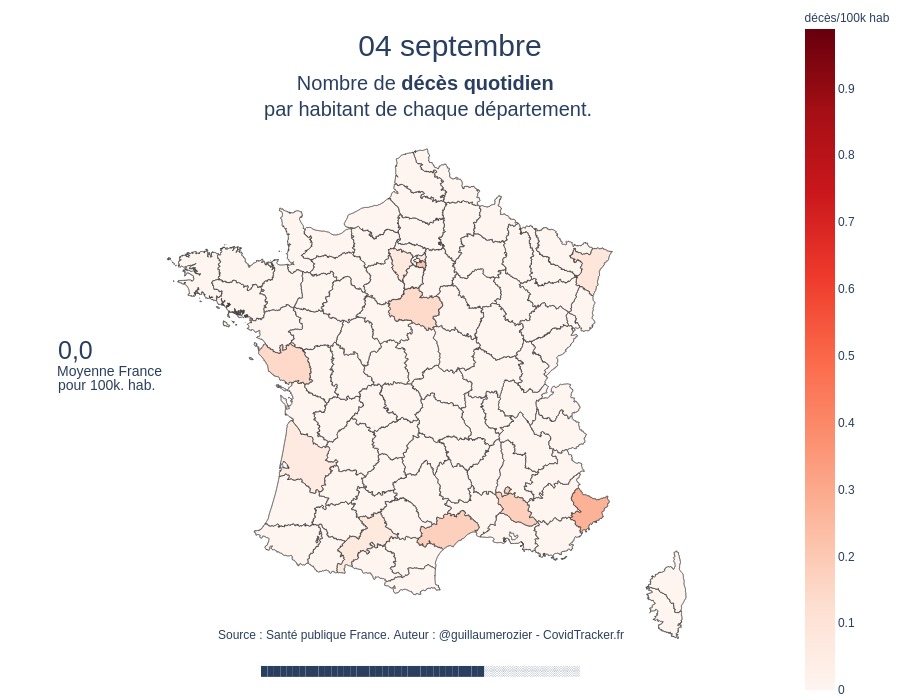 décès/100k hab
04 septembre
Nombre de décès quotidien
par habitant de chaque département.
0.9
0.8
0.7
0.6
0.5
0.4
0.3
0.2
0.1
0
0,0
Moyenne France
pour 100k. hab.
Source : Santé publique France. Auteur : @guillaumerozier - CovidTracker.fr